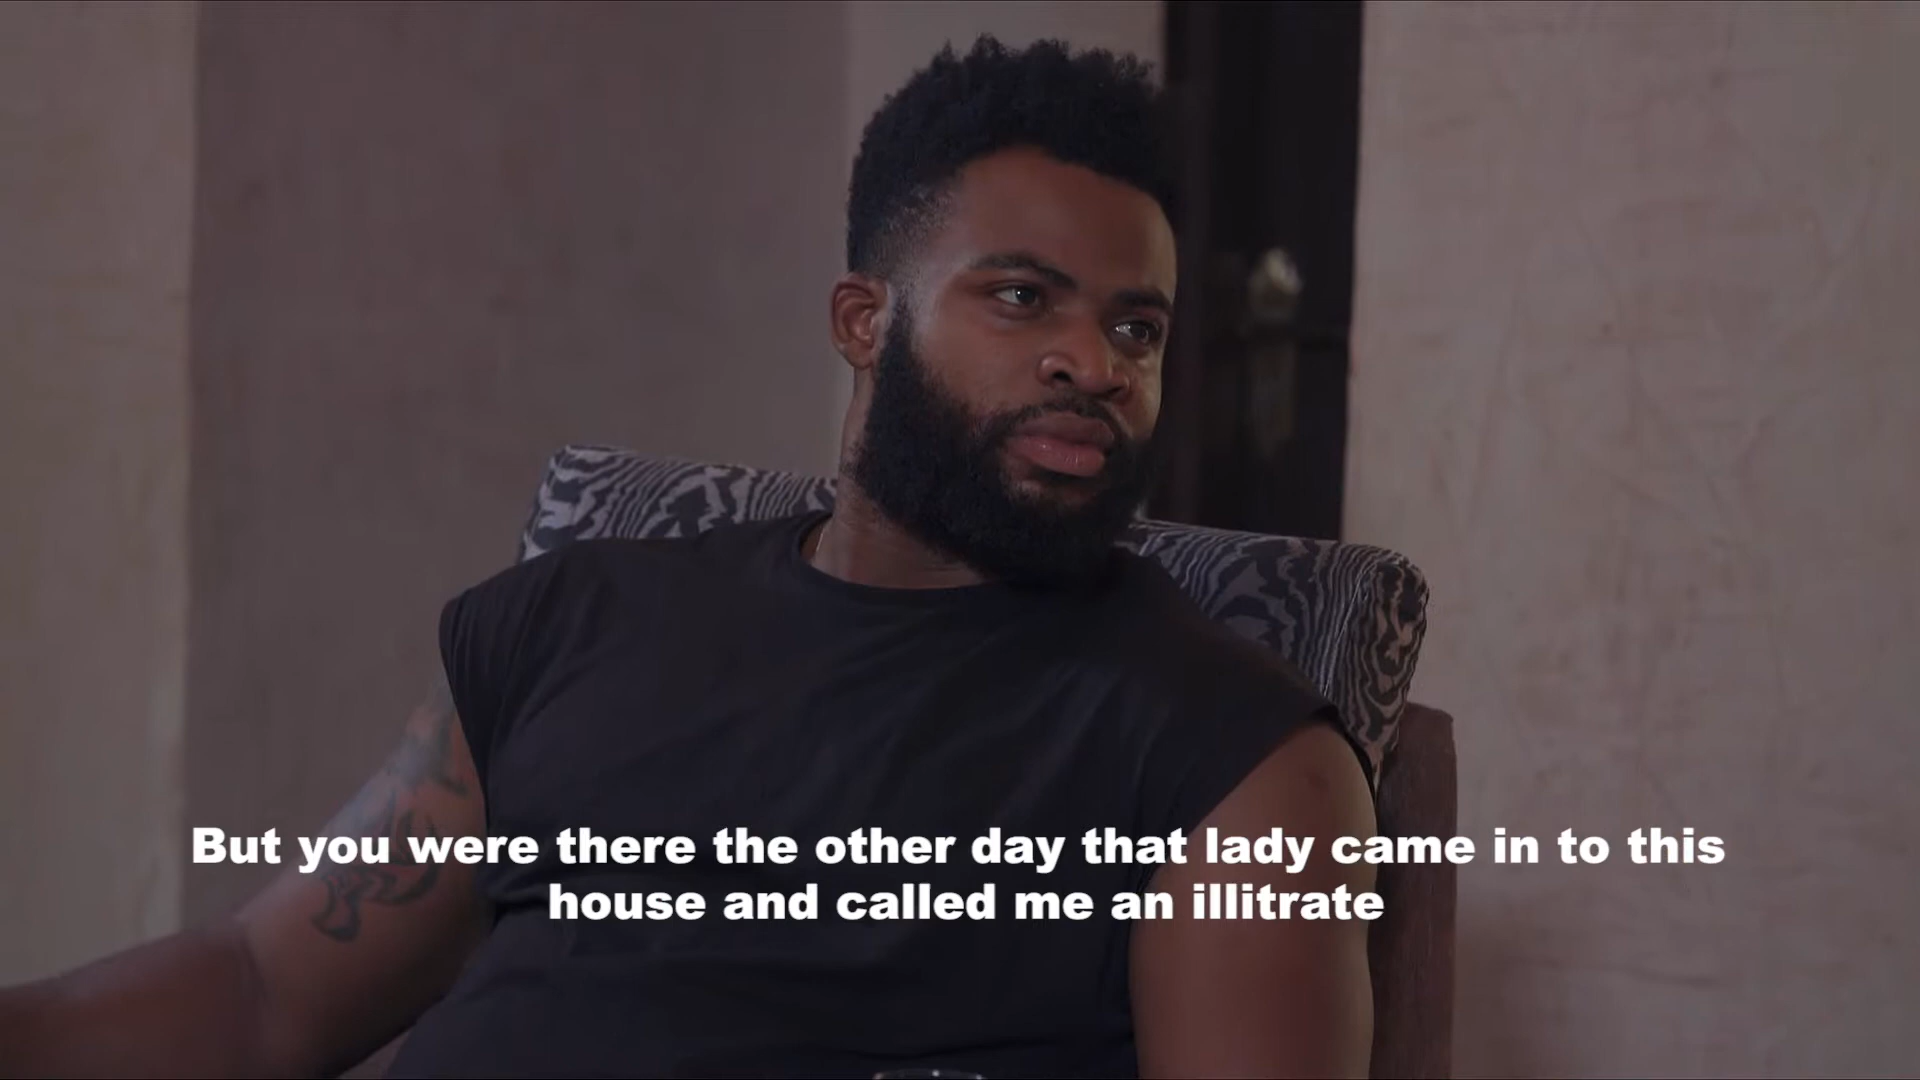 But you were there the other day that lady came in to this
house and called me an illitrate